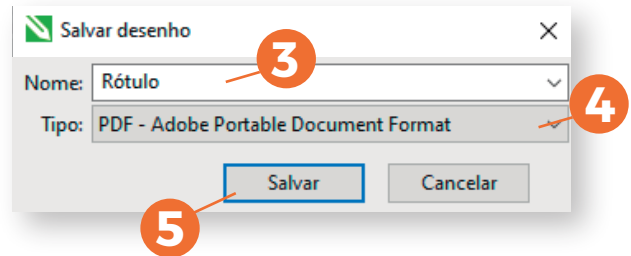 Salvar desenho
3
Nome: Rótulo
4
Tipo: PDF - Adobe Portable Document Format
Salvar Cancelar
5